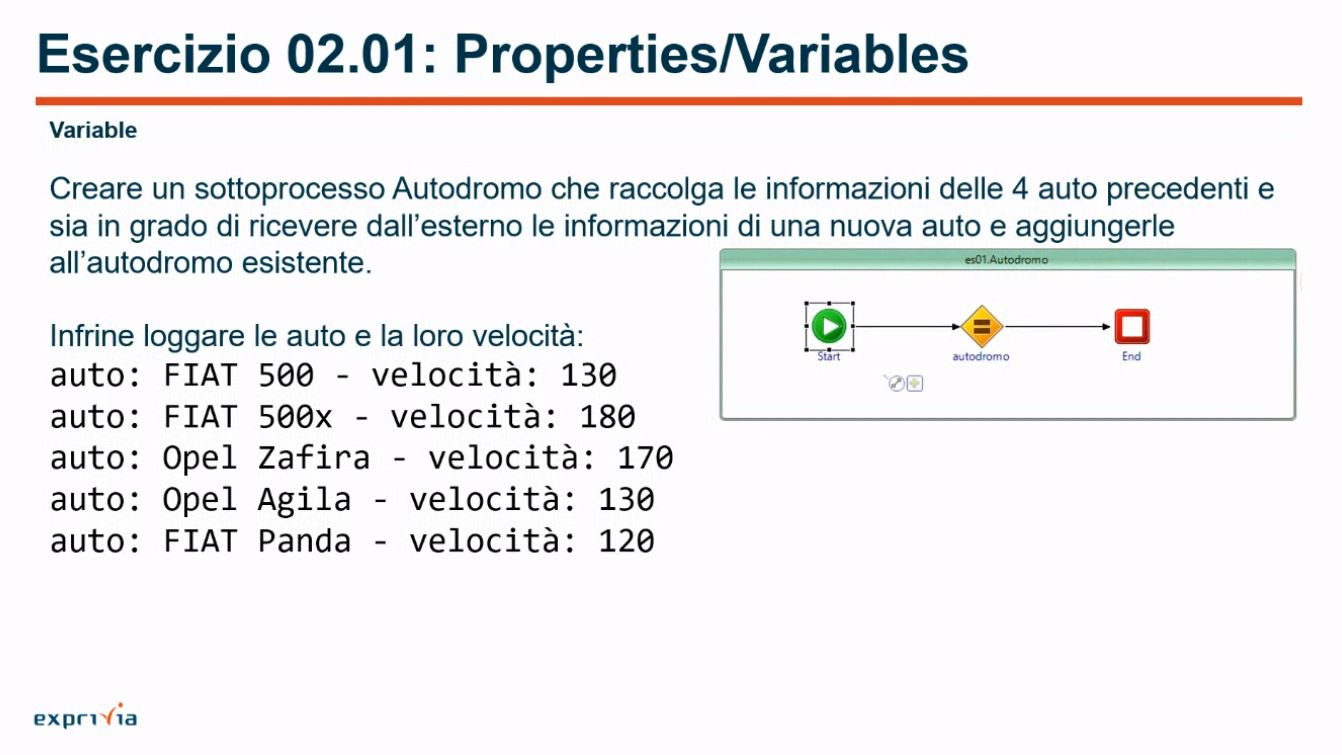 Esercizio 02.01: Properties/Variables
Variable
Creare un sottoprocesso Autodromo che raccolga le informazioni delle 4 auto precedenti e
sia in grado di ricevere dall'esterno le informazioni di una nuova auto e aggiungerle
all'autodromo esistente.
es01.Autodromo
Start
autodromo
End
Infrine loggare le auto e la loro velocità:
auto: FIAT 500 - velocità: 130
auto: FIAT 500x - velocità: 180
auto: Opel Zafira - velocità: 170
auto: Opel Agila - velocità: 130
auto: FIAT Panda - velocità: 120
exprivia